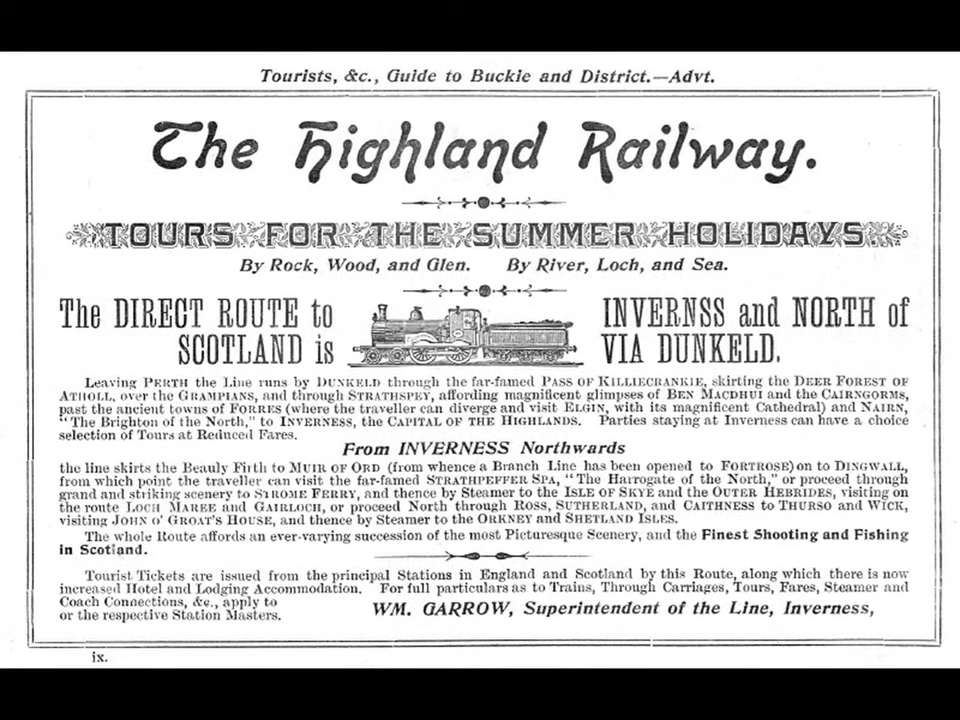 Tourists, &c., Guide to Buckie and District.—Advt.
The Highland Railway.
TOURS FOR THE SUMMER HOLIDAYS.
By Rock, Wood, and Glen. By River, Loch, and Sea.
The DIRECT ROUTE to INVERNSS and NORTH of
SCOTLAND is VIA DUNKELD.
Leaving PERTH the Line runs by DUNKELD through the far-famed PASS OF KILLIECRANKIE, skirting the DEER FOREST OF
ATHOLL, over the GRAMPIANS, and through STRATHSPEY, affording magnificent glimpses of BEN MACDHUI and the CAIRNGORMS,
past the ancient towns of FORRES (where the traveller can diverge and visit ELGIN, with its magnificent Cathedral) and NAIRN,
"The Brighton of the North," to INVERNESS, the CAPITAL OF THE HIGHLANDS. Parties staying at Inverness can have a choice
selection of Tours at Reduced Fares.
From INVERNESS Northwards
the line skirts the Beauly Firth to MUIR OF ORD (from whence a Branch Line has been opened to FORTROSE) on to DINGWALL,
from which point the traveller can visit the far-famed STRATHPEFFER SPA, "The Harrogate of the North," or proceed through
grand and striking scenery to STROME FERRY, and thence by Steamer to the ISLE OF SKYE and the OUTER HEBRIDES, visiting on
the route LOCH MAREE and GAIRLOCH, or proceed North through ROSS, SUTHERLAND, and CAITHNESS to THURSO and WICK,
visiting JOHN O' GROAT'S HOUSE, and thence by Steamer to the ORKNEY and SHETLAND ISLES.
The whole Route affords an ever-varying succession of the most Picturesque Scenery, and the Finest Shooting and Fishing
in Scotland.
Tourist Tickets are issued from the principal Stations in England and Scotland by this Route, along which there is now
increased Hotel and Lodging Accommodation. For full particulars as to Trains, Through Carriages, Tours, Fares, Steamer and
Coach Connections, &c., apply to
or the respective Station Masters.
WM. GARROW, Superintendent of the Line, Inverness,
ix.